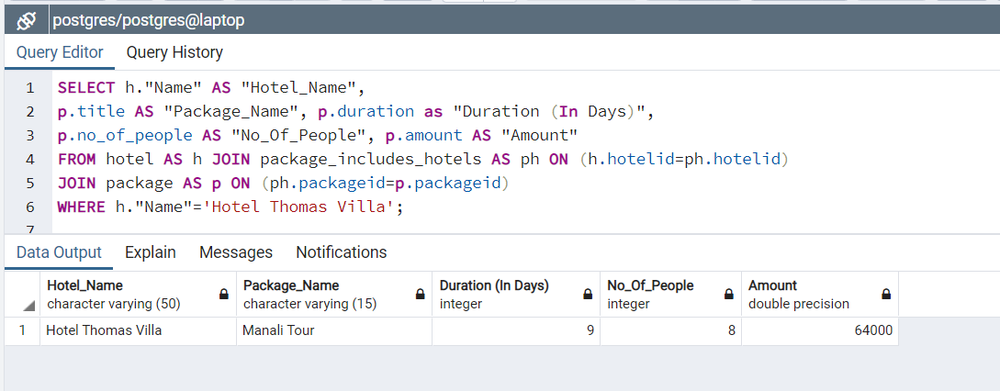 postgres/postgres@laptop
Query Editor Query History
1 SELECT h."Name" AS "Hotel_Name",
2 p.title AS "Package_Name", p.duration as "Duration (In Days)",
3 p.no_of_people AS "No_Of_People", p.amount AS "Amount"
4 FROM hotel AS h JOIN package_includes_hotels AS ph ON (h.hotelid=ph.hotelid)
5 JOIN package AS p ON (ph.packageid=p.packageid)
6 WHERE h."Name"='Hotel Thomas Villa';
7
Data Output Explain Messages Notifications
Hotel_Name Package_Name Duration (In Days) No_Of_People Amount
character varying (50) character varying (15) integer integer double precision
1 Hotel Thomas Villa Manali Tour 9 8 64000